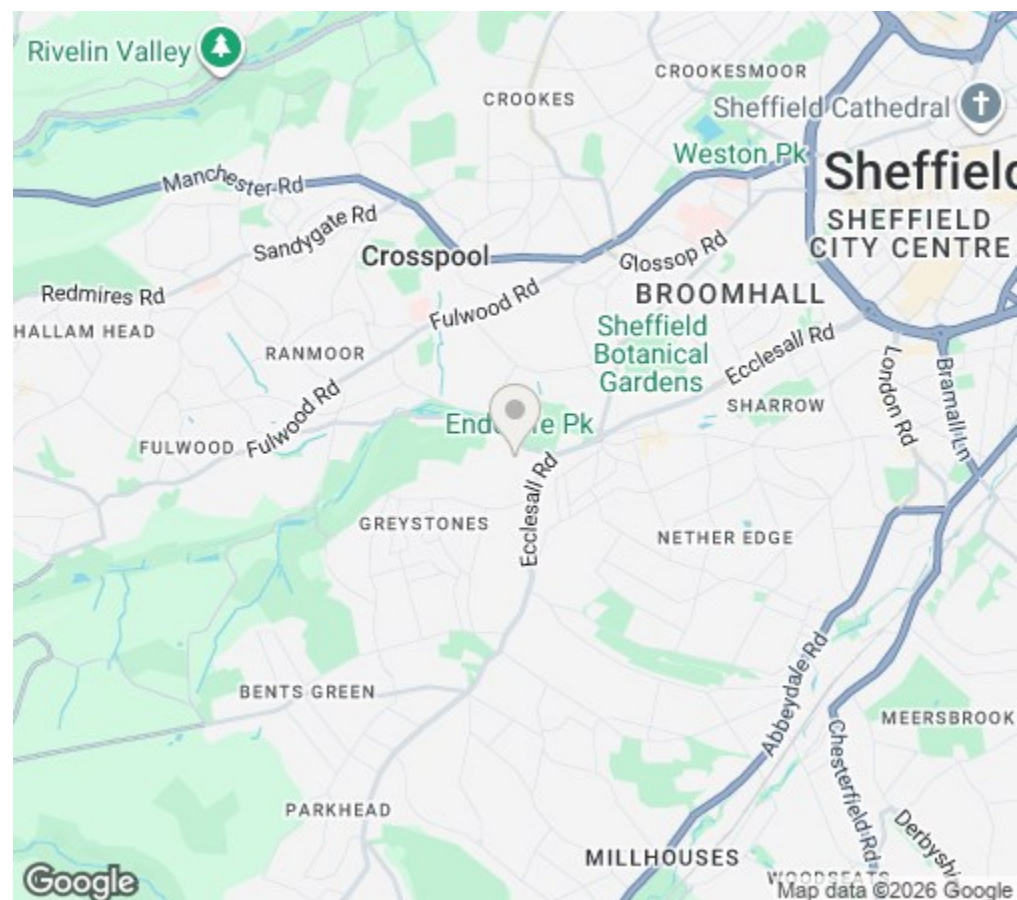 Rivelin Valley
CROOKESMOOR
CROOKES
Sheffield Cathedral
Weston Pk
Manchester Rd
Sheffield
SHEFFIELD
CITY CENTRE
Sandygate Rd
Crosspool
Glossop Rd
Redmires Rd
Fulwood Rd
BROOMHALL
HALLAM HEAD
RANMOOR
Sheffield
Botanical
Gardens
Ecclesall Rd
London Rd
Bramall Ln
SHARROW
Fulwood Rd
FULWOOD
Pk
Ecclesall Rd
GREYSTONES
NETHER EDGE
BENTS GREEN
Abbeydale Rd
MEERSBROOK
Chesterfield Rd
PARKHEAD
MILLHOUSES
WOODSEATS
Google
Map data ©2026 Google